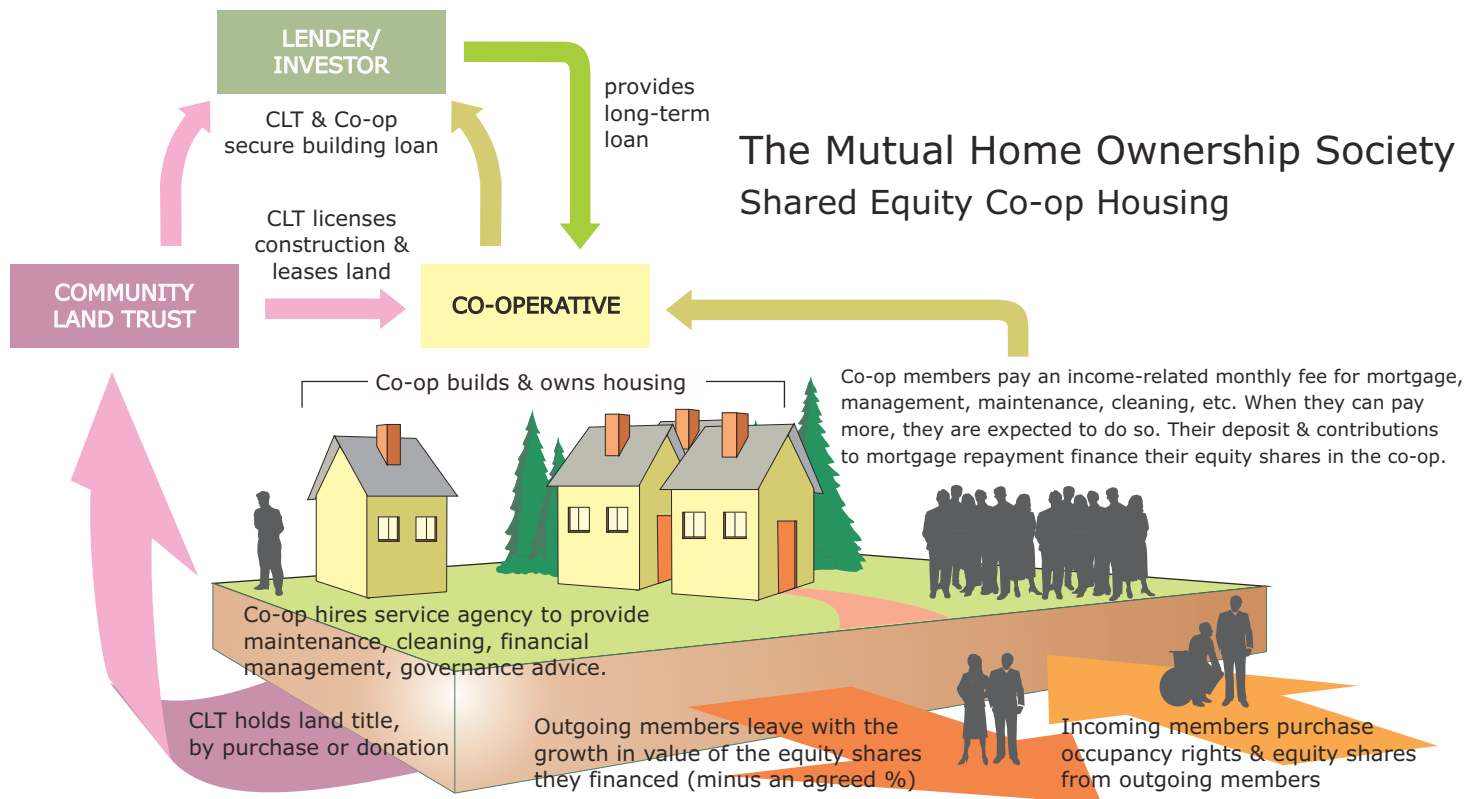 LENDER/
INVESTOR
CLT & Co-op
secure building loan
provides
long-term
loan
The Mutual Home Ownership Society
Shared Equity Co-op Housing
CLT licenses
construction &
leases land
COMMUNITY
LAND TRUST
CO-OPERATIVE
Co-op builds & owns housing
Co-op members pay an income-related monthly fee for mortgage,
management, maintenance, cleaning, etc. When they can pay
more, they are expected to do so. Their deposit & contributions
to mortgage repayment finance their equity shares in the co-op.
Co-op hires service agency to provide
maintenance, cleaning, financial
management, governance advice.
CLT holds land title,
by purchase or donation
Outgoing members leave with the
growth in value of the equity shares
they financed (minus an agreed %)
Incoming members purchase
occupancy rights & equity shares
from outgoing members